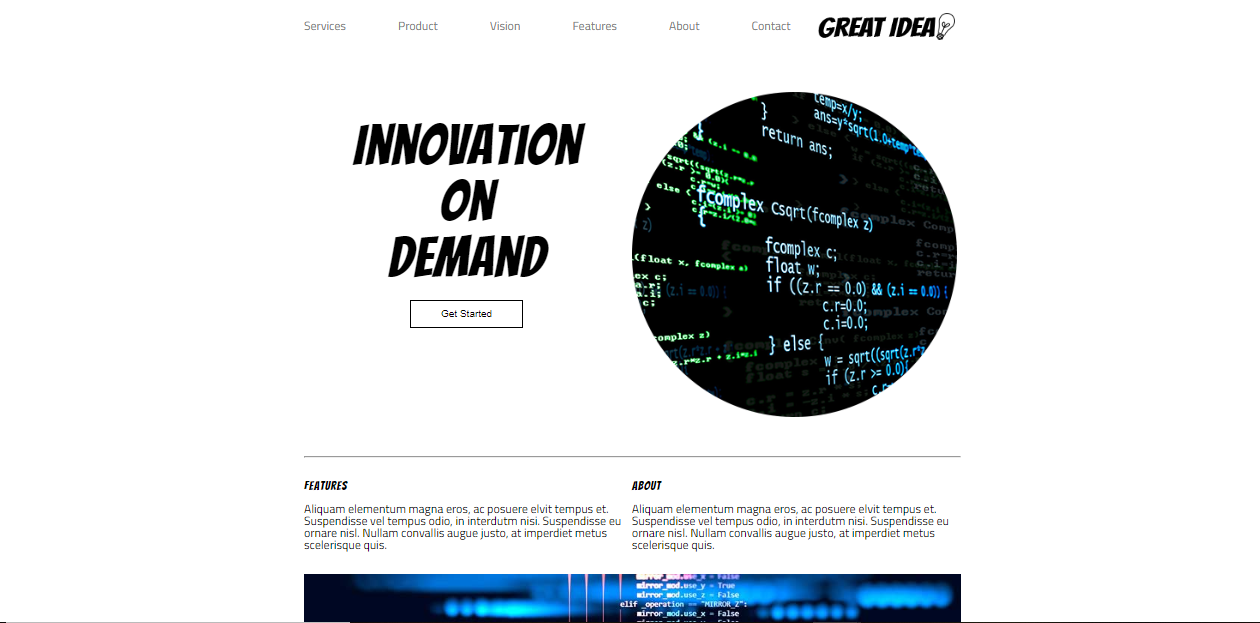 Services Product Vision Features About Contact GREAT IDEA
INNOVATION
ON
DEMAND
Get Started
temp=x/y;
ans=y*sqrt(1.0+temp*temp
}
return ans;
else {
fcomplex Csqrt(fcomplex z)
{
fcomplex c;
float w;
if ((z.r == 0.0) && (z.i == 0.0)) {
c.r=0.0;
c.i=0.0;
} else {
w = sqrt((sqrt(z.r*
if (z.r >= 0.0){
FEATURES
Aliquam elementum magna eros, ac posuere elvit tempus et.
Suspendisse vel tempus odio, in interdutm nisi. Suspendisse eu
ornare nisl. Nullam convallis augue justo, at imperdiet metus
scelerisque quis.
ABOUT
Aliquam elementum magna eros, ac posuere elvit tempus et.
Suspendisse vel tempus odio, in interdutm nisi. Suspendisse eu
ornare nisl. Nullam convallis augue justo, at imperdiet metus
scelerisque quis.
mirror_mod.use_x = False
mirror_mod.use_y = True
mirror_mod.use_z = False
elif _operation == "MIRROR_Z":
mirror_mod.use_x = False